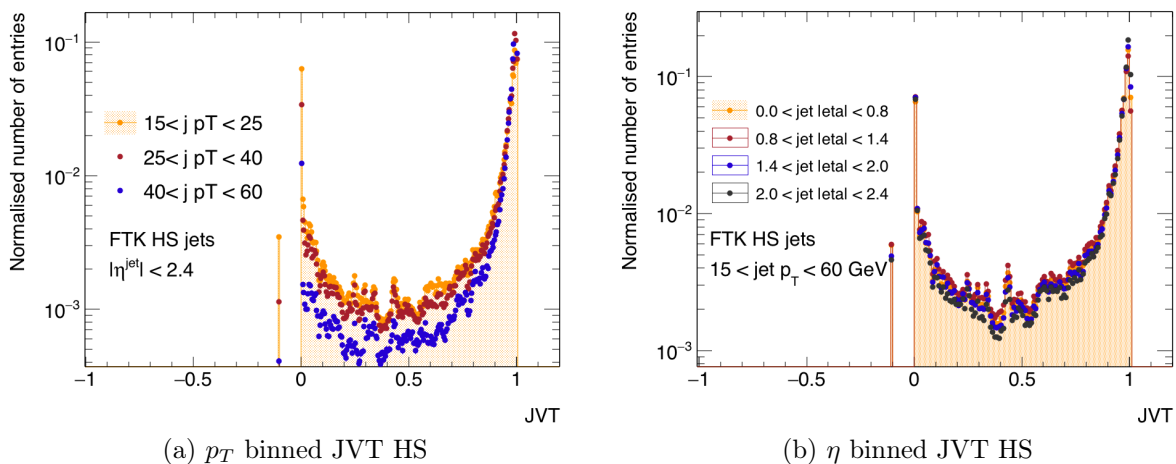 Normalised number of entries
10⁻¹
10⁻²
10⁻³
15< j pT < 25
25< j pT < 40
40< j pT < 60
FTK HS jets
|η^jet| < 2.4
−1 −0.5 0 0.5 1
JVT
(a) p_T binned JVT HS
Normalised number of entries
10⁻¹
10⁻²
10⁻³
0.0 < jet letal < 0.8
0.8 < jet letal < 1.4
1.4 < jet letal < 2.0
2.0 < jet letal < 2.4
FTK HS jets
15 < jet p_T < 60 GeV
−1 −0.5 0 0.5 1
JVT
(b) η binned JVT HS